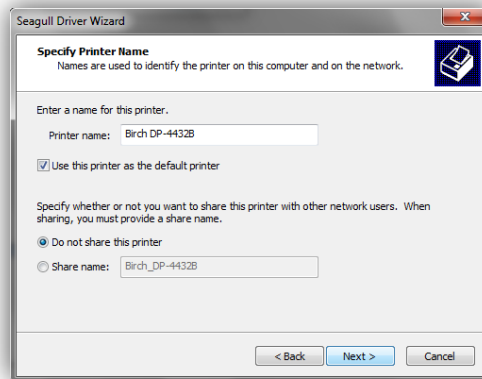 Seagull Driver Wizard
Specify Printer Name
Names are used to identify the printer on this computer and on the network.
Enter a name for this printer.
Printer name: Birch DP-4432B
Use this printer as the default printer
Specify whether or not you want to share this printer with other network users. When
sharing, you must provide a share name.
Do not share this printer
Share name: Birch_DP-4432B
< Back Next > Cancel